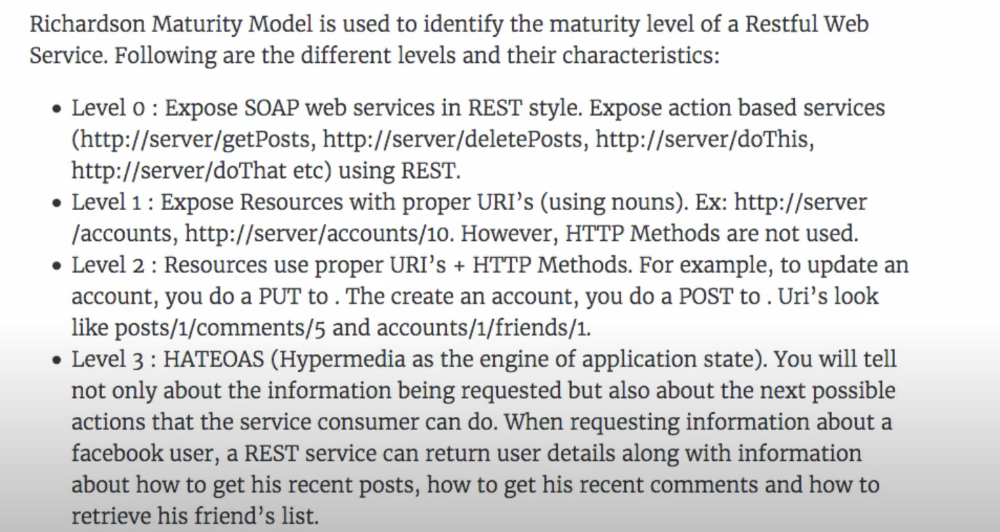 Richardson Maturity Model is used to identify the maturity level of a Restful Web
Service. Following are the different levels and their characteristics:
• Level 0 : Expose SOAP web services in REST style. Expose action based services
(http://server/getPosts, http://server/deletePosts, http://server/doThis,
http://server/doThat etc) using REST.
• Level 1 : Expose Resources with proper URI’s (using nouns). Ex: http://server
/accounts, http://server/accounts/10. However, HTTP Methods are not used.
• Level 2 : Resources use proper URI’s + HTTP Methods. For example, to update an
account, you do a PUT to . The create an account, you do a POST to . Uri’s look
like posts/1/comments/5 and accounts/1/friends/1.
• Level 3 : HATEOAS (Hypermedia as the engine of application state). You will tell
not only about the information being requested but also about the next possible
actions that the service consumer can do. When requesting information about a
facebook user, a REST service can return user details along with information
about how to get his recent posts, how to get his recent comments and how to
retrieve his friend’s list.